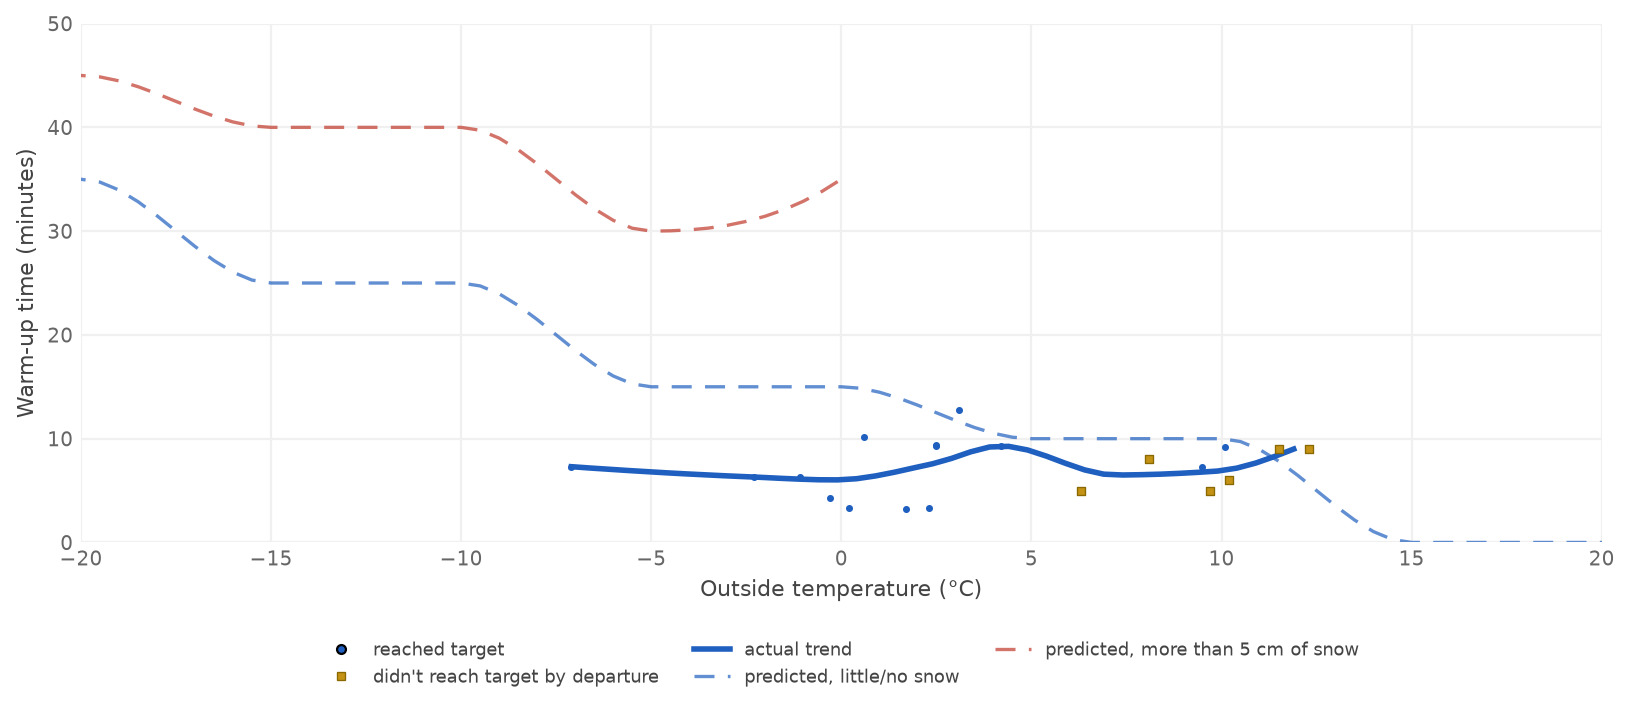 50
40
30
20
10
0
Warm-up time (minutes)
−20 −15 −10 −5 0 5 10 15 20
Outside temperature (°C)
reached target actual trend predicted, more than 5 cm of snow
didn't reach target by departure predicted, little/no snow